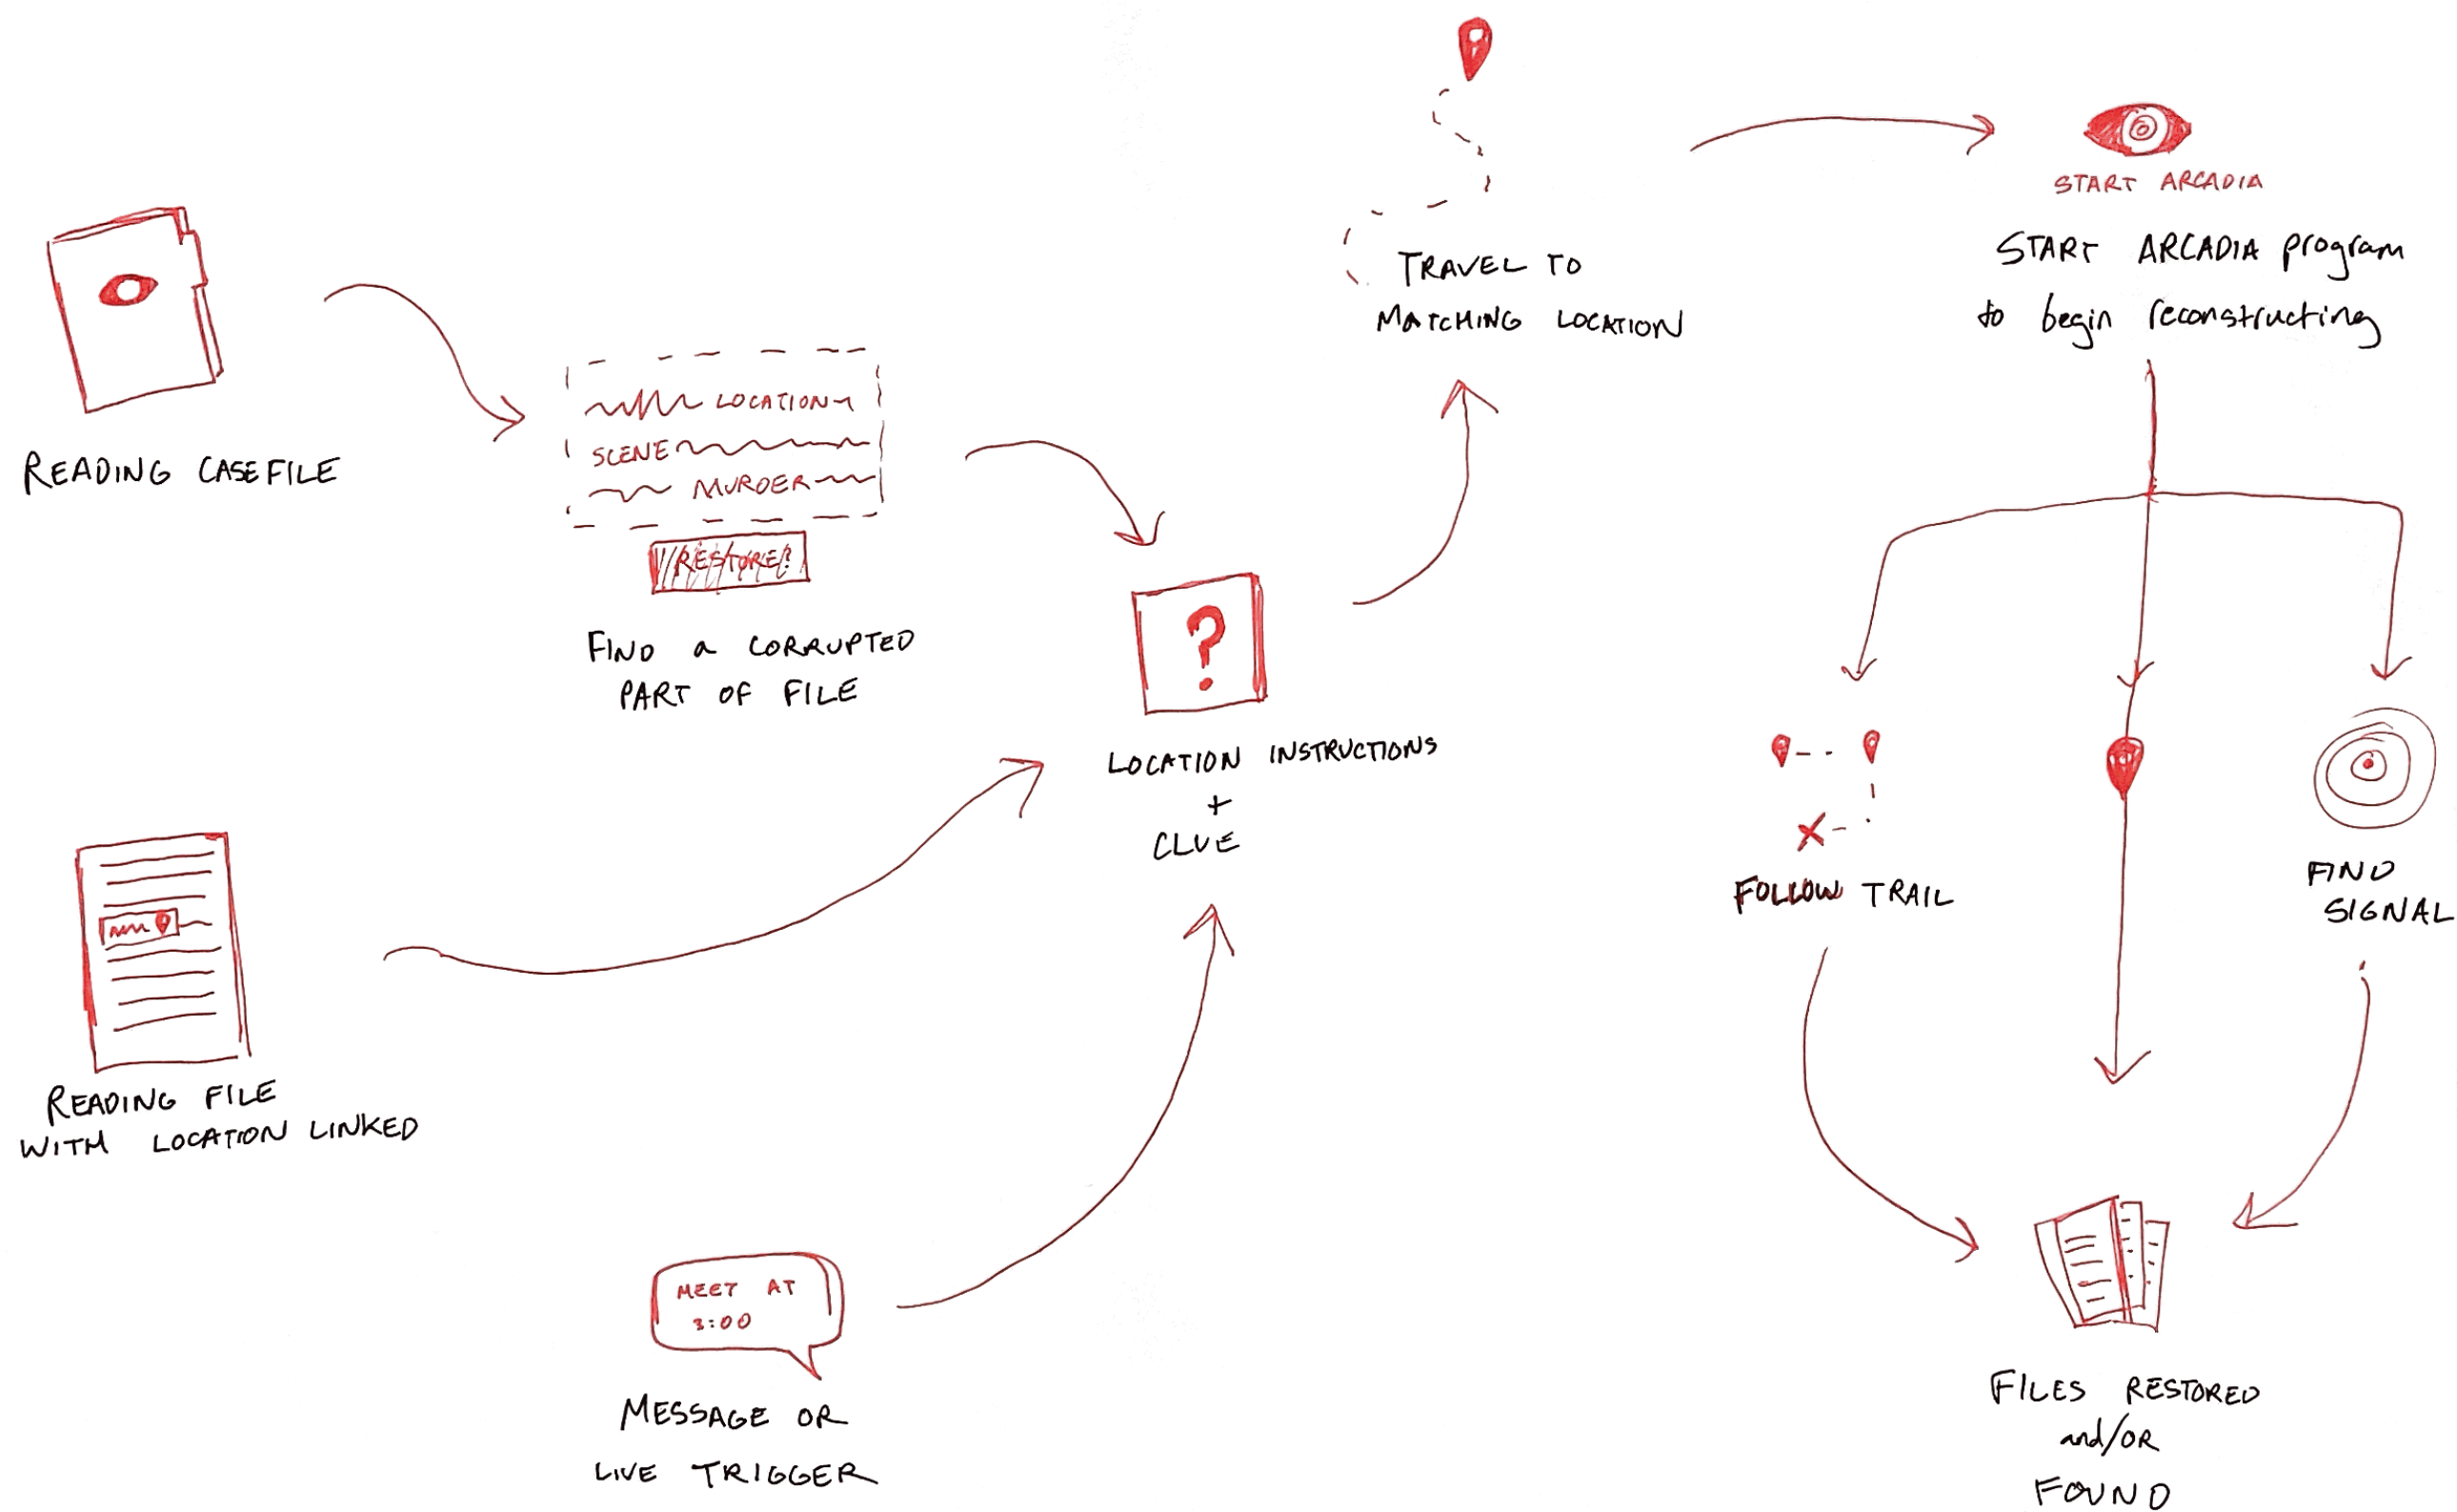 READING CASEFILE
LOCATION
SCENE
MURDER
RESTORE?
FIND a CORRUPTED
PART OF FILE
READING FILE
WITH LOCATION LINKED
MEET AT
3:00
MESSAGE OR
LIVE TRIGGER
?
LOCATION INSTRUCTIONS
+
CLUE
TRAVEL TO
MATCHING LOCATION
START ARCADIA
START ARCADIA program
to begin reconstructing
FOLLOW TRAIL
FIND
SIGNAL
FILES RESTORED
and/OR
FOUND